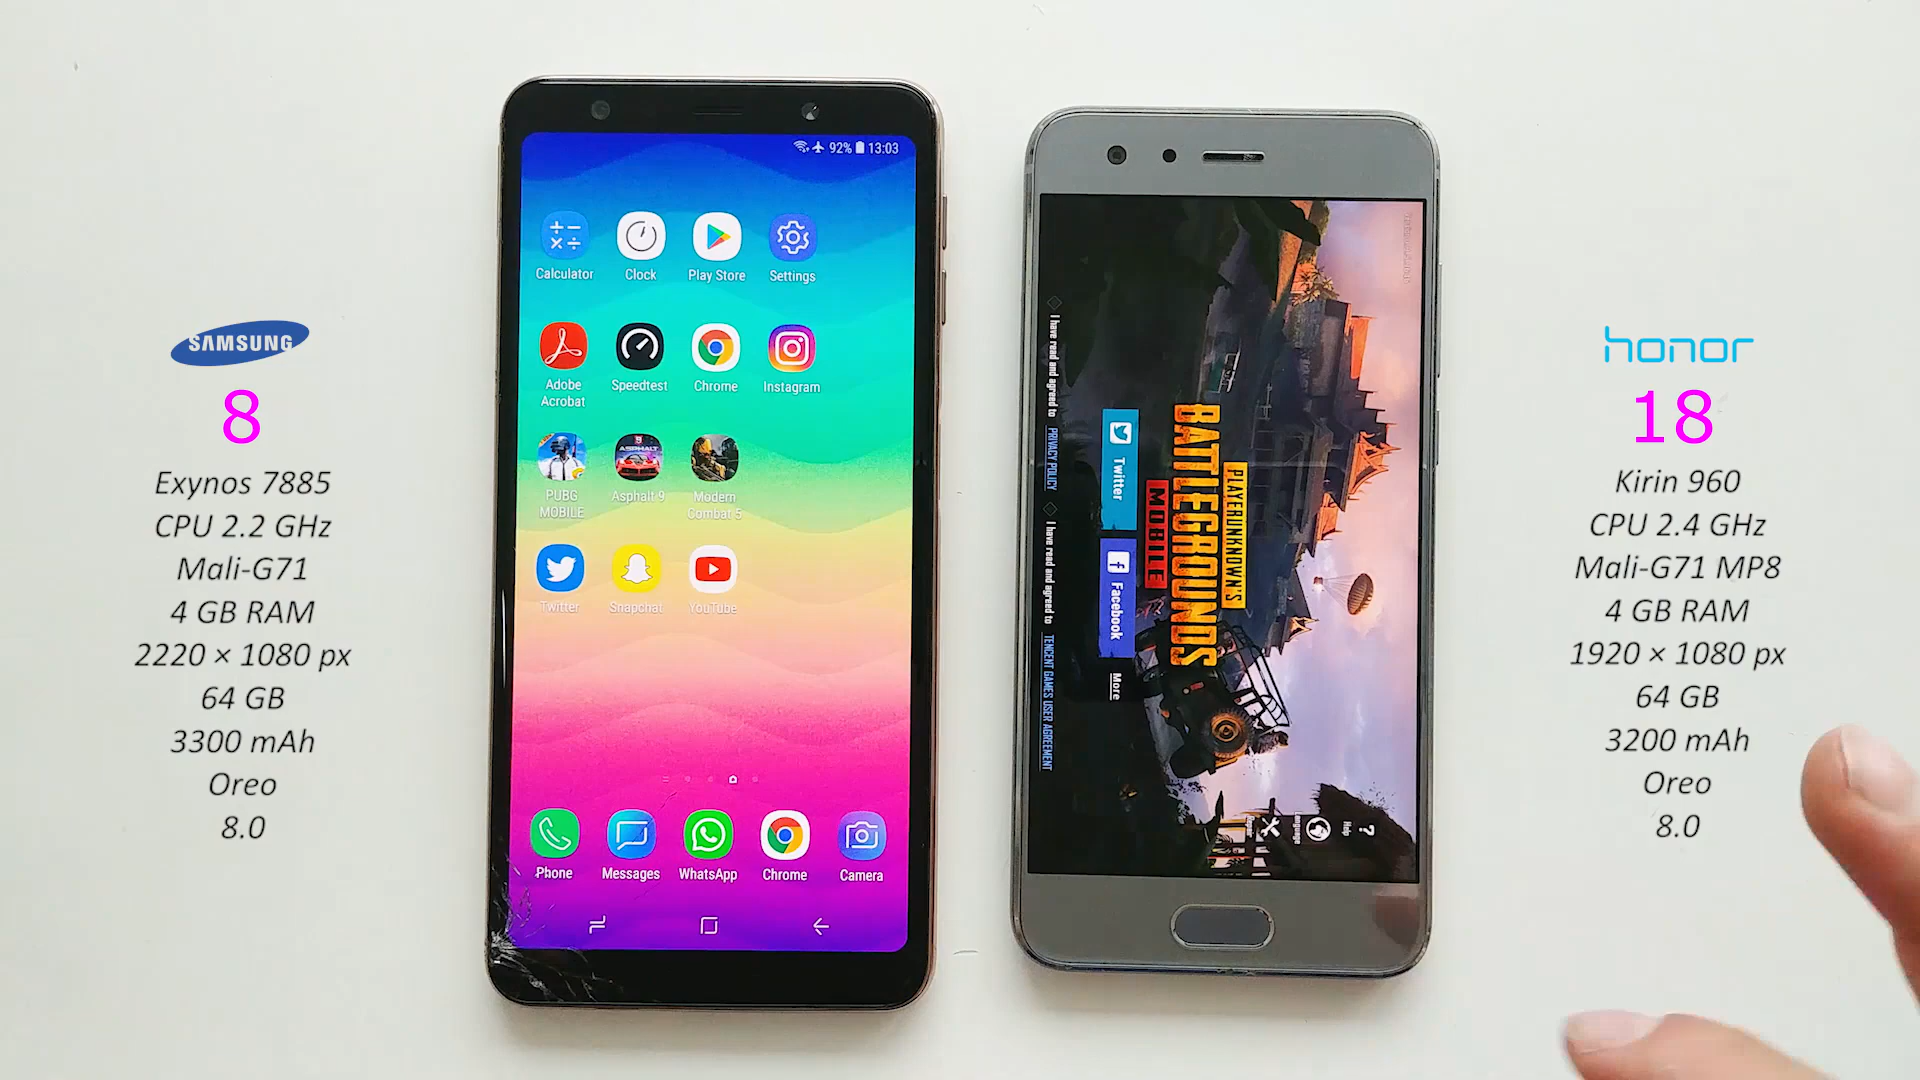 SAMSUNG
8
Exynos 7885
CPU 2.2 GHz
Mali-G71
4 GB RAM
2220 × 1080 px
64 GB
3300 mAh
Oreo
8.0
92% 13:03
Calculator Clock Play Store Settings
Adobe Acrobat Speedtest Chrome Instagram
ASPHALT
PUBG MOBILE Asphalt 9 Modern Combat 5
Twitter Snapchat YouTube
Phone Messages WhatsApp Chrome Camera
PLAYERUNKNOWN'S
BATTLEGROUNDS
MOBILE
Twitter Facebook More
I have read and agreed to PRIVACY POLICY I have read and agreed to TENCENT GAMES USER AGREEMENT
Help
Language
Repair
honor
18
Kirin 960
CPU 2.4 GHz
Mali-G71 MP8
4 GB RAM
1920 × 1080 px
64 GB
3200 mAh
Oreo
8.0